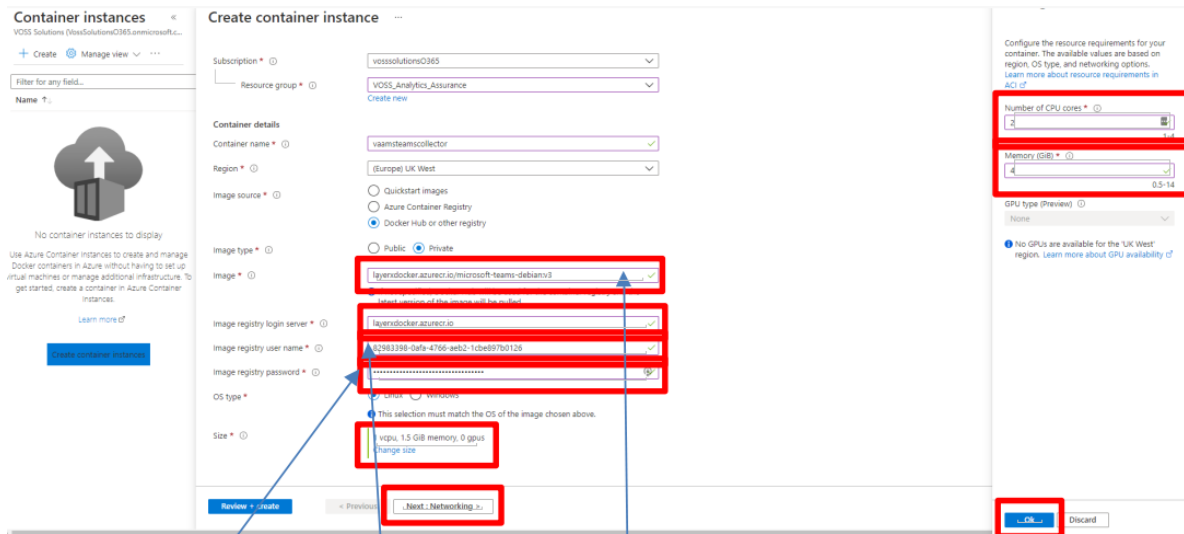 Container instances «
VOSS Solutions (VossSolutionsO365.onmicrosoft.c...
+ Create Manage view ...
Filter for any field...
Name ↑
No container instances to display
Use Azure Container Instances to create and manage
Docker containers in Azure without having to set up
virtual machines or manage additional infrastructure. To
get started, create a container in Azure Container
Instances.
Learn more
Create container instances
Create container instance ...
Subscription *
vosssolutionsO365
Resource group *
VOSS_Analytics_Assurance
Create new
Container details
Container name *
vaamsteamscollector
Region *
(Europe) UK West
Image source *
Quickstart images
Azure Container Registry
Docker Hub or other registry
Image type *
Public Private
Image *
layerxdocker.azurecr.io/microsoft-teams-debian:v3
latest version of the image will be pulled.
Image registry login server *
layerxdocker.azurecr.io
Image registry user name *
82983398-0afa-4766-aeb2-1cbe897b0126
Image registry password *
OS type *
Linux Windows
This selection must match the OS of the image chosen above.
Size *
1 vcpu, 1.5 GiB memory, 0 gpus
Change size
Review + create
< Previous
Next : Networking >
Configure the resource requirements for your
container. The available values are based on
region, OS type, and networking options.
Learn more about resource requirements in
ACI
Number of CPU cores *
2
1-4
Memory (GiB) *
4
0.5-14
GPU type (Preview)
None
No GPUs are available for the 'UK West'
region. Learn more about GPU availability
Ok
Discard